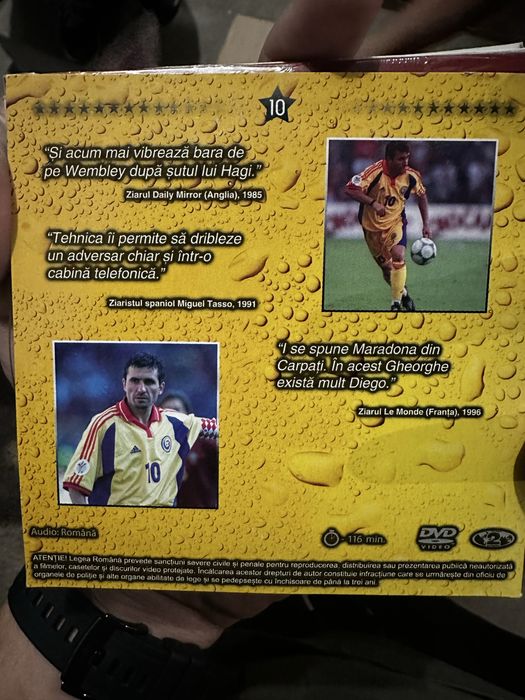 10
"Și acum mai vibrează bara de
pe Wembley după șutul lui Hagi."
Ziarul Daily Mirror (Anglia), 1985
10
"Tehnica îi permite să dribleze
un adversar chiar și într-o
cabină telefonică."
Ziaristul spaniol Miguel Tasso, 1991
"I se spune Maradona din
Carpați. În acest Gheorghe
există mult Diego."
Ziarul Le Monde (Franța), 1996
10
Audio: Română
- 116 min.
DVD
VIDEO
2
ATENȚIE! Legea Română prevede sancțiuni severe civile și penale pentru reproducerea, distribuirea sau prezentarea publică neautorizată
a filmelor, casetelor și discurilor video protejate. Încălcarea acestor drepturi de autor constituie infracțiune care se urmărește din oficiu de
organele de poliție și alte organe abilitate de lege și se pedepsește cu închisoare de până la trei ani.